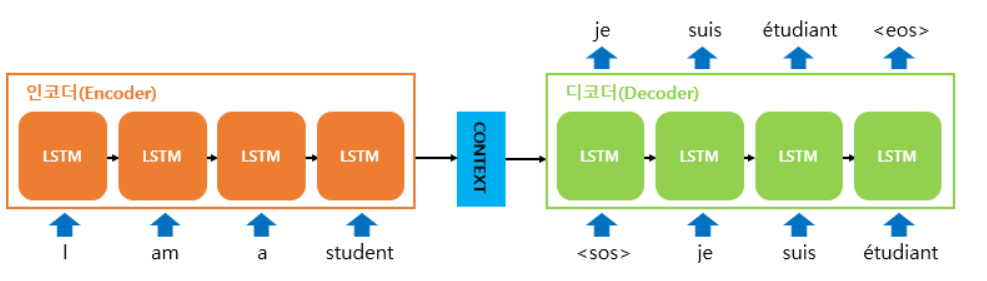 je suis étudiant <eos>
인코더(Encoder)
디코더(Decoder)
LSTM LSTM LSTM LSTM
CONTEXT
LSTM LSTM LSTM LSTM
I am a student
<sos> je suis étudiant